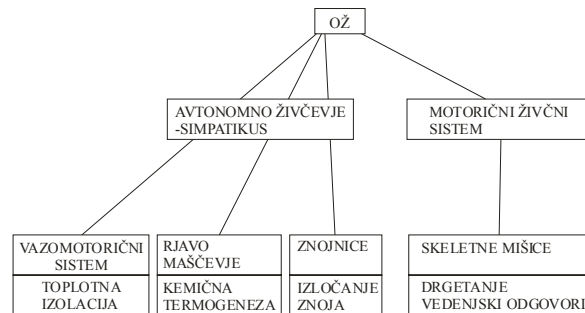 OŽ
AVTONOMNO ŽIVČEVJE
-SIMPATIKUS
MOTORIČNI ŽIVČNI
SISTEM
VAZOMOTORIČNI
SISTEM
TOPLOTNA
IZOLACIJA
RJAVO
MAŠČEVJE
KEMIČNA
TERMOGENEZA
ZNOJNICE
IZLOČANJE
ZNOJA
SKELETNE MIŠICE
DRGETANJE
VEDENJSKI ODGOVORI